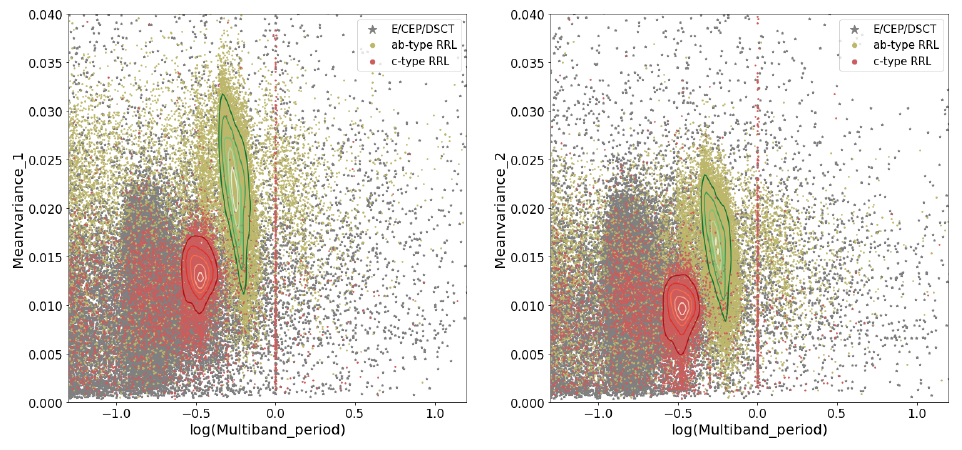 0.040
0.035
0.030
0.025
0.020
0.015
0.010
0.005
0.000
Meanvariance_1
−1.0 −0.5 0.0 0.5 1.0
log(Multiband_period)
E/CEP/DSCT
ab-type RRL
c-type RRL
0.040
0.035
0.030
0.025
0.020
0.015
0.010
0.005
0.000
Meanvariance_2
−1.0 −0.5 0.0 0.5 1.0
log(Multiband_period)
E/CEP/DSCT
ab-type RRL
c-type RRL